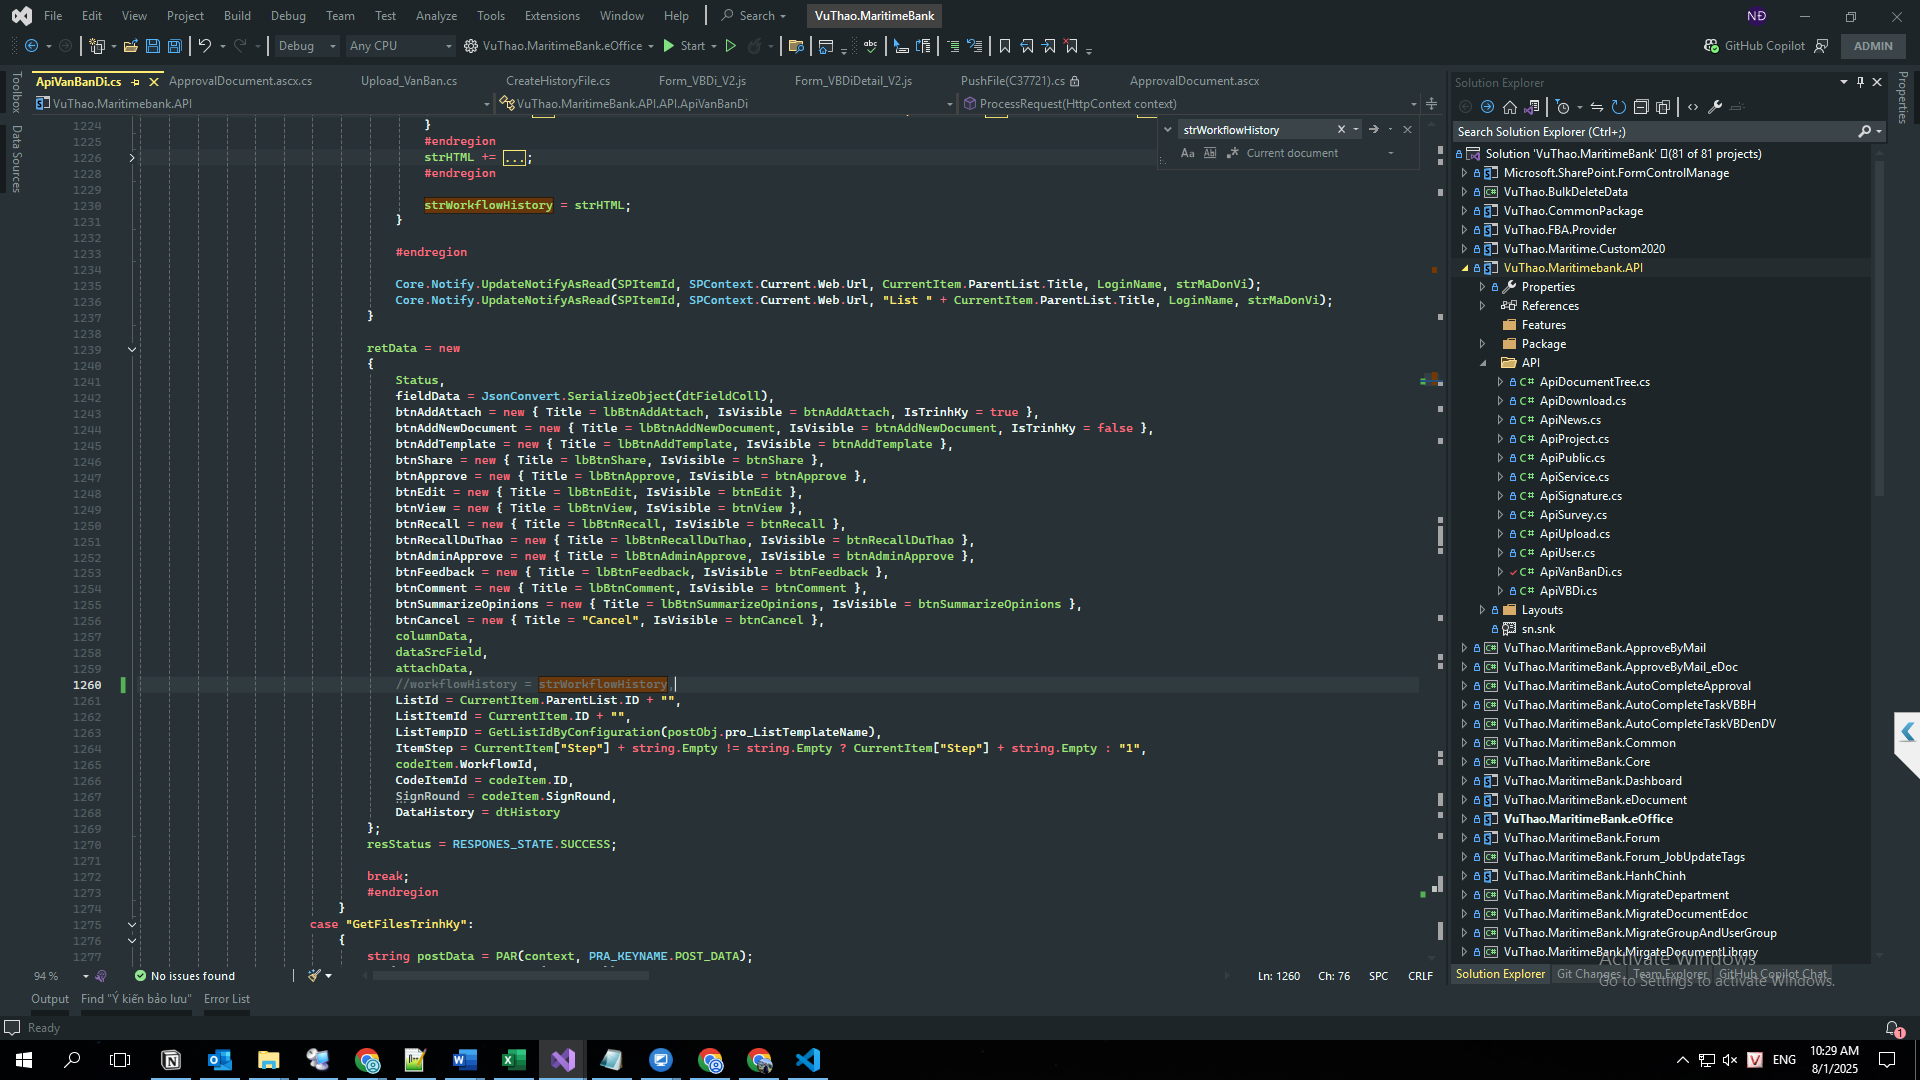 File Edit View Project Build Debug Team Test Analyze Tools Extensions Window Help Search VuThao.MaritimeBank NĐ
Debug Any CPU VuThao.MaritimeBank.eOffice Start GitHub Copilot ADMIN
ApiVanBanDi.cs ApprovalDocument.ascx.cs Upload_VanBan.cs CreateHistoryFile.cs Form_VBDi_V2.js Form_VBDiDetail_V2.js PushFile(C37721).cs ApprovalDocument.ascx
VuThao.Maritimebank.API VuThao.MaritimeBank.API.API.ApiVanBanDi ProcessRequest(HttpContext context)
Toolbox
Data Sources
strWorkflowHistory
Aa Ab Current document
1224 }
1225 #endregion
1226 strHTML += ...;
1228 #endregion
1229
1230 strWorkflowHistory = strHTML;
1231 }
1232
1233 #endregion
1234
1235 Core.Notify.UpdateNotifyAsRead(SPItemId, SPContext.Current.Web.Url, CurrentItem.ParentList.Title, LoginName, strMaDonVi);
1236 Core.Notify.UpdateNotifyAsRead(SPItemId, SPContext.Current.Web.Url, "List " + CurrentItem.ParentList.Title, LoginName, strMaDonVi);
1237 }
1238
1239 retData = new
1240 {
1241 Status,
1242 fieldData = JsonConvert.SerializeObject(dtFieldColl),
1243 btnAddAttach = new { Title = lbBtnAddAttach, IsVisible = btnAddAttach, IsTrinhKy = true },
1244 btnAddNewDocument = new { Title = lbBtnAddNewDocument, IsVisible = btnAddNewDocument, IsTrinhKy = false },
1245 btnAddTemplate = new { Title = lbBtnAddTemplate, IsVisible = btnAddTemplate },
1246 btnShare = new { Title = lbBtnShare, IsVisible = btnShare },
1247 btnApprove = new { Title = lbBtnApprove, IsVisible = btnApprove },
1248 btnEdit = new { Title = lbBtnEdit, IsVisible = btnEdit },
1249 btnView = new { Title = lbBtnView, IsVisible = btnView },
1250 btnRecall = new { Title = lbBtnRecall, IsVisible = btnRecall },
1251 btnRecallDuThao = new { Title = lbBtnRecallDuThao, IsVisible = btnRecallDuThao },
1252 btnAdminApprove = new { Title = lbBtnAdminApprove, IsVisible = btnAdminApprove },
1253 btnFeedback = new { Title = lbBtnFeedback, IsVisible = btnFeedback },
1254 btnComment = new { Title = lbBtnComment, IsVisible = btnComment },
1255 btnSummarizeOpinions = new { Title = lbBtnSummarizeOpinions, IsVisible = btnSummarizeOpinions },
1256 btnCancel = new { Title = "Cancel", IsVisible = btnCancel },
1257 columnData,
1258 dataSrcField,
1259 attachData,
1260 //workflowHistory = strWorkflowHistory,
1261 ListId = CurrentItem.ParentList.ID + "",
1262 ListItemId = CurrentItem.ID + "",
1263 ListTempID = GetListIdByConfiguration(postObj.pro_ListTemplateName),
1264 ItemStep = CurrentItem["Step"] + string.Empty != string.Empty ? CurrentItem["Step"] + string.Empty : "1",
1265 codeItem.WorkflowId,
1266 CodeItemId = codeItem.ID,
1267 SignRound = codeItem.SignRound,
1268 DataHistory = dtHistory
1269 };
1270 resStatus = RESPONES_STATE.SUCCESS;
1271
1272 break;
1273 #endregion
1274 }
1275 case "GetFilesTrinhKy":
1276 {
1277 string postData = PAR(context, PRA_KEYNAME.POST_DATA);
94 % No issues found Ln: 1260 Ch: 76 SPC CRLF
Output Find "Ý kiến bảo lưu" Error List
Ready
Solution Explorer
Search Solution Explorer (Ctrl+;)
Solution 'VuThao.MaritimeBank' (81 of 81 projects)
Microsoft.SharePoint.FormControlManage
VuThao.BulkDeleteData
VuThao.CommonPackage
VuThao.FBA.Provider
VuThao.Maritime.Custom2020
VuThao.Maritimebank.API
Properties
References
Features
Package
API
C# ApiDocumentTree.cs
C# ApiDownload.cs
C# ApiNews.cs
C# ApiProject.cs
C# ApiPublic.cs
C# ApiService.cs
C# ApiSignature.cs
C# ApiSurvey.cs
C# ApiUpload.cs
C# ApiUser.cs
C# ApiVanBanDi.cs
C# ApiVBDi.cs
Layouts
sn.snk
VuThao.MaritimeBank.ApproveByMail
VuThao.MaritimeBank.ApproveByMail_eDoc
VuThao.MaritimeBank.AutoCompleteApproval
VuThao.MaritimeBank.AutoCompleteTaskVBBH
VuThao.MaritimeBank.AutoCompleteTaskVBDenDV
VuThao.MaritimeBank.Common
VuThao.MaritimeBank.Core
VuThao.MaritimeBank.Dashboard
VuThao.MaritimeBank.eDocument
VuThao.MaritimeBank.eOffice
VuThao.MaritimeBank.Forum
VuThao.MaritimeBank.Forum_JobUpdateTags
VuThao.MaritimeBank.HanhChinh
VuThao.MaritimeBank.MigrateDepartment
VuThao.MaritimeBank.MigrateDocumentEdoc
VuThao.MaritimeBank.MigrateGroupAndUserGroup
VuThao.MaritimeBank.MigrateDocumentLibrary
Solution Explorer Git Changes Team Explorer GitHub Copilot Chat
Properties
Activate Windows
Go to Settings to activate Windows.
1
ENG 10:29 AM
8/1/2025